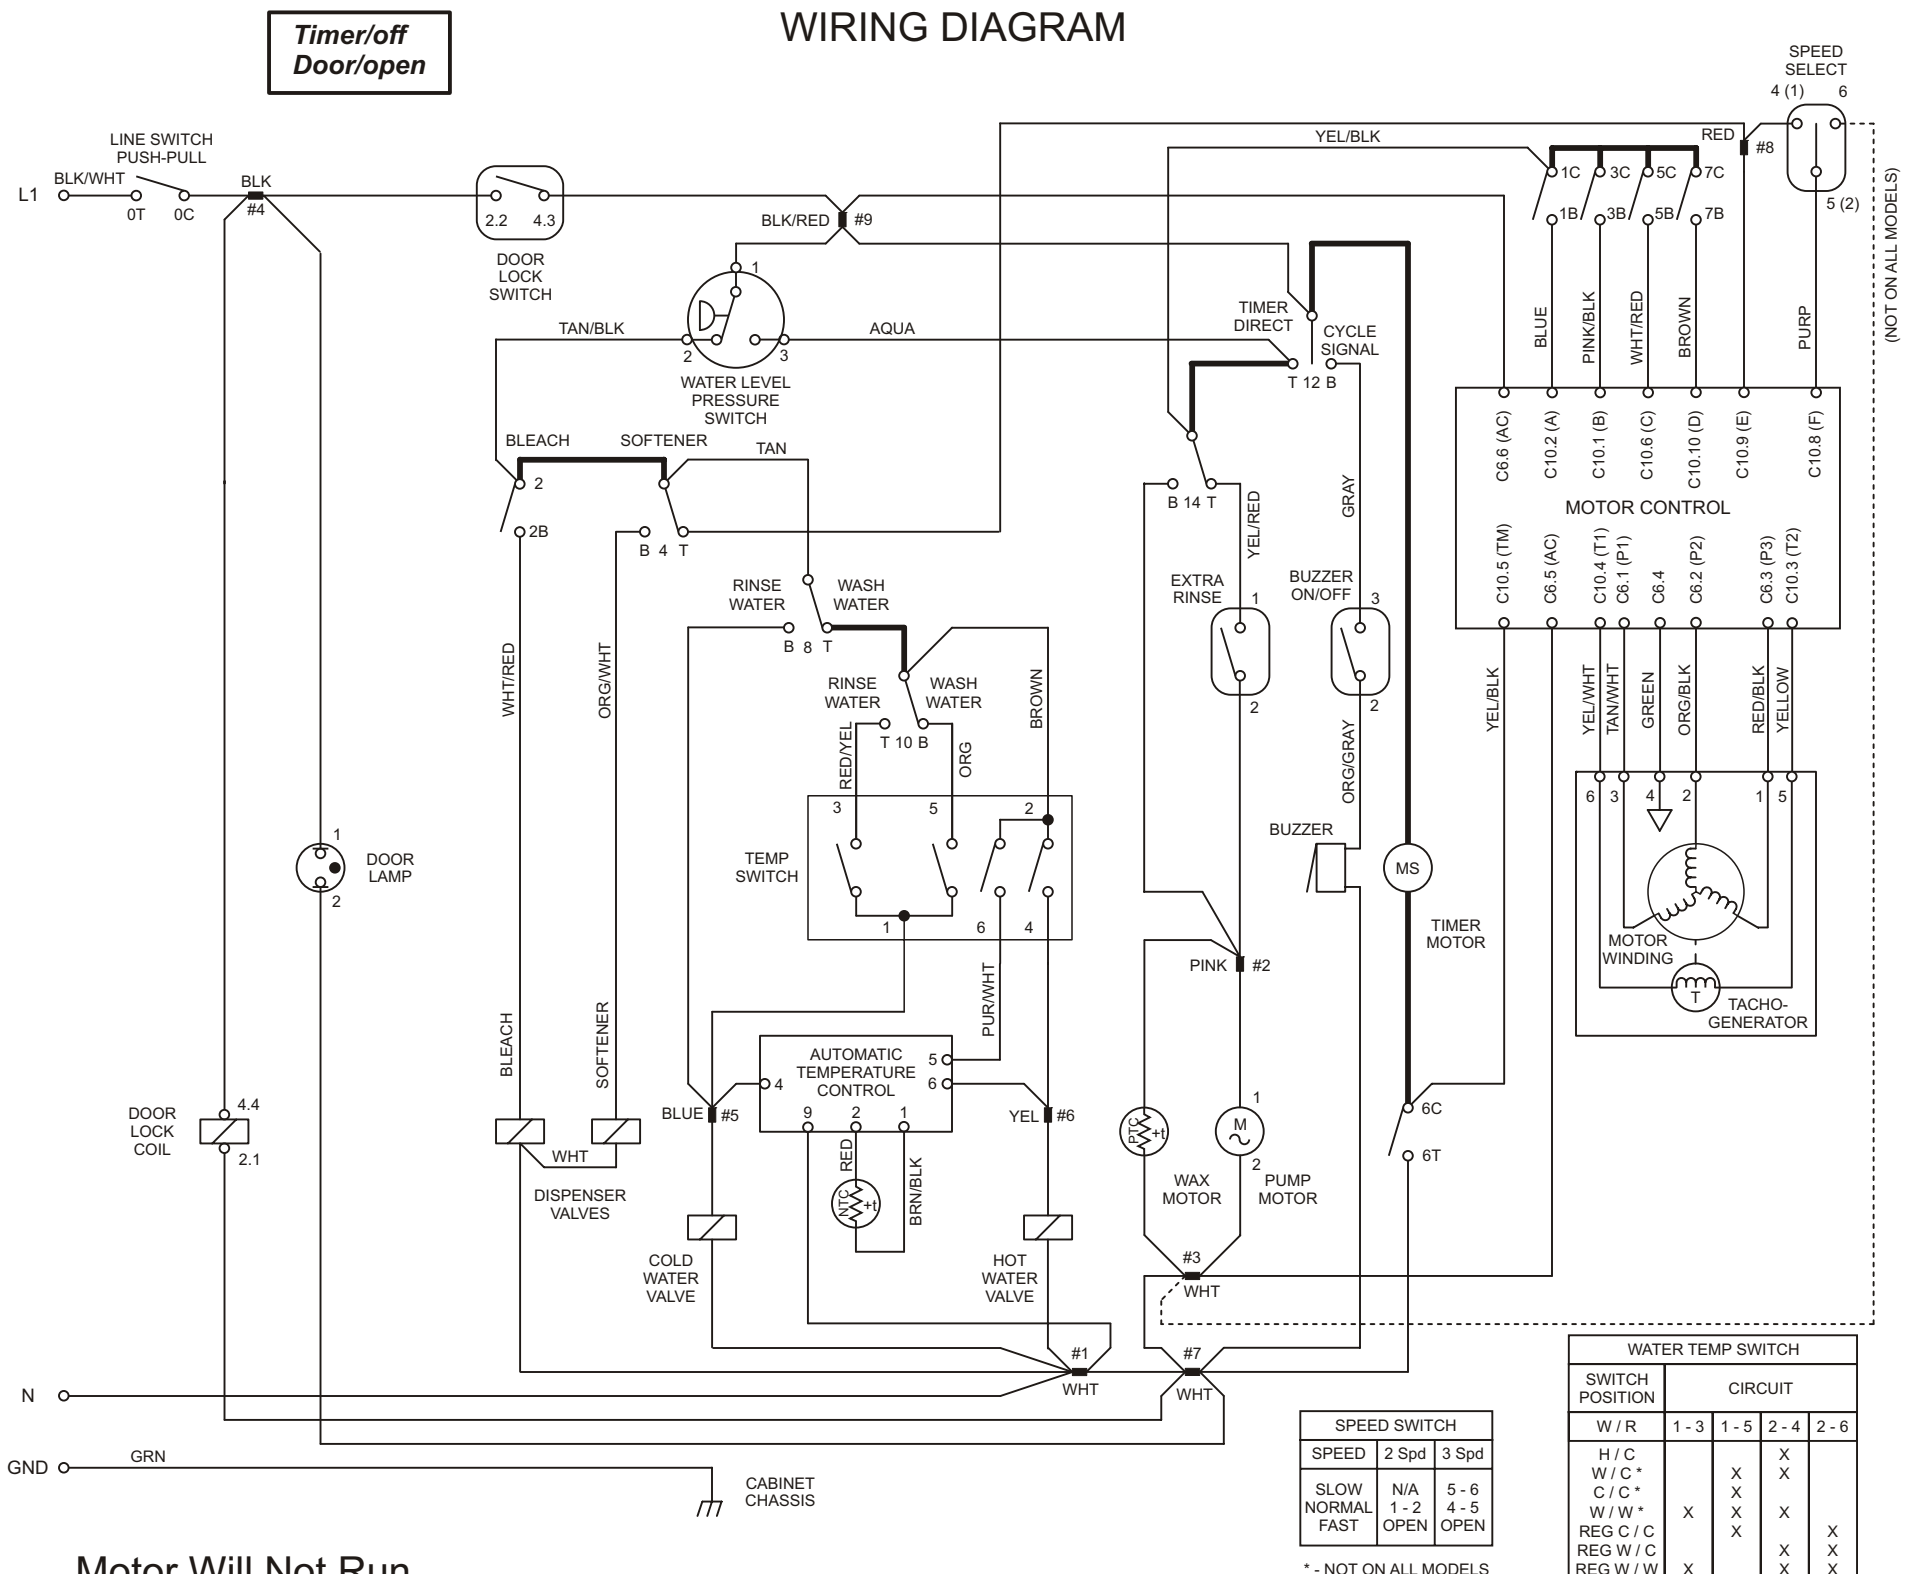 WIRING DIAGRAM
Timer/off
Door/open
SPEED
SELECT
4 (1)
6
5 (2)
(NOT ON ALL MODELS)
L1
BLK/WHT
LINE SWITCH
PUSH-PULL
0T
0C
BLK
#4
2.2
4.3
DOOR
LOCK
SWITCH
BLK/RED
#9
YEL/BLK
RED
#8
1C
3C
5C
7C
1B
3B
5B
7B
BLUE
PINK/BLK
WHT/RED
BROWN
PURP
1
2
3
TAN/BLK
AQUA
WATER LEVEL
PRESSURE
SWITCH
TIMER
DIRECT
CYCLE
SIGNAL
T 12 B
BLEACH
SOFTENER
TAN
2
2B
B 4 T
B 14 T
YEL/RED
GRAY
C6.6 (AC)
C10.2 (A)
C10.1 (B)
C10.6 (C)
C10.10 (D)
C10.9 (E)
C10.8 (F)
MOTOR CONTROL
C10.5 (TM)
C6.5 (AC)
C10.4 (T1)
C6.1 (P1)
C6.4
C6.2 (P2)
C6.3 (P3)
C10.3 (T2)
RINSE
WATER
WASH
WATER
B 8 T
RINSE
WATER
WASH
WATER
T 10 B
EXTRA
RINSE
1
2
BUZZER
ON/OFF
3
2
WHT/RED
ORG/WHT
RED/YEL
ORG
BROWN
ORG/GRAY
YEL/BLK
YEL/WHT
TAN/WHT
GREEN
ORG/BLK
RED/BLK
YELLOW
6
3
4
2
1
5
3
5
2
TEMP
SWITCH
1
6
4
BUZZER
MS
TIMER
MOTOR
MOTOR
WINDING
T
TACHO-
GENERATOR
1
DOOR
LAMP
2
PINK
#2
BLEACH
SOFTENER
PUR/WHT
AUTOMATIC
TEMPERATURE
CONTROL
5
6
4
9
2
1
BLUE
#5
YEL
#6
RED
BRN/BLK
NTC
+t
DOOR
LOCK
COIL
4.4
2.1
WHT
DISPENSER
VALVES
PTC
+t
WAX
MOTOR
1
M
2
PUMP
MOTOR
6C
6T
COLD
WATER
VALVE
HOT
WATER
VALVE
#3
WHT
#1
WHT
#7
WHT
N
GND
GRN
CABINET
CHASSIS
SPEED SWITCH
SPEED 2 Spd 3 Spd
SLOW N/A 5 - 6
NORMAL 1 - 2 4 - 5
FAST OPEN OPEN
* - NOT ON ALL MODELS
WATER TEMP SWITCH
SWITCH
POSITION
CIRCUIT
W / R 1 - 3 1 - 5 2 - 4 2 - 6
H / C X
W / C * X X
C / C * X
W / W * X X X
REG C / C X X
REG W / C X X
REG W / W X X X
Motor Will Not Run